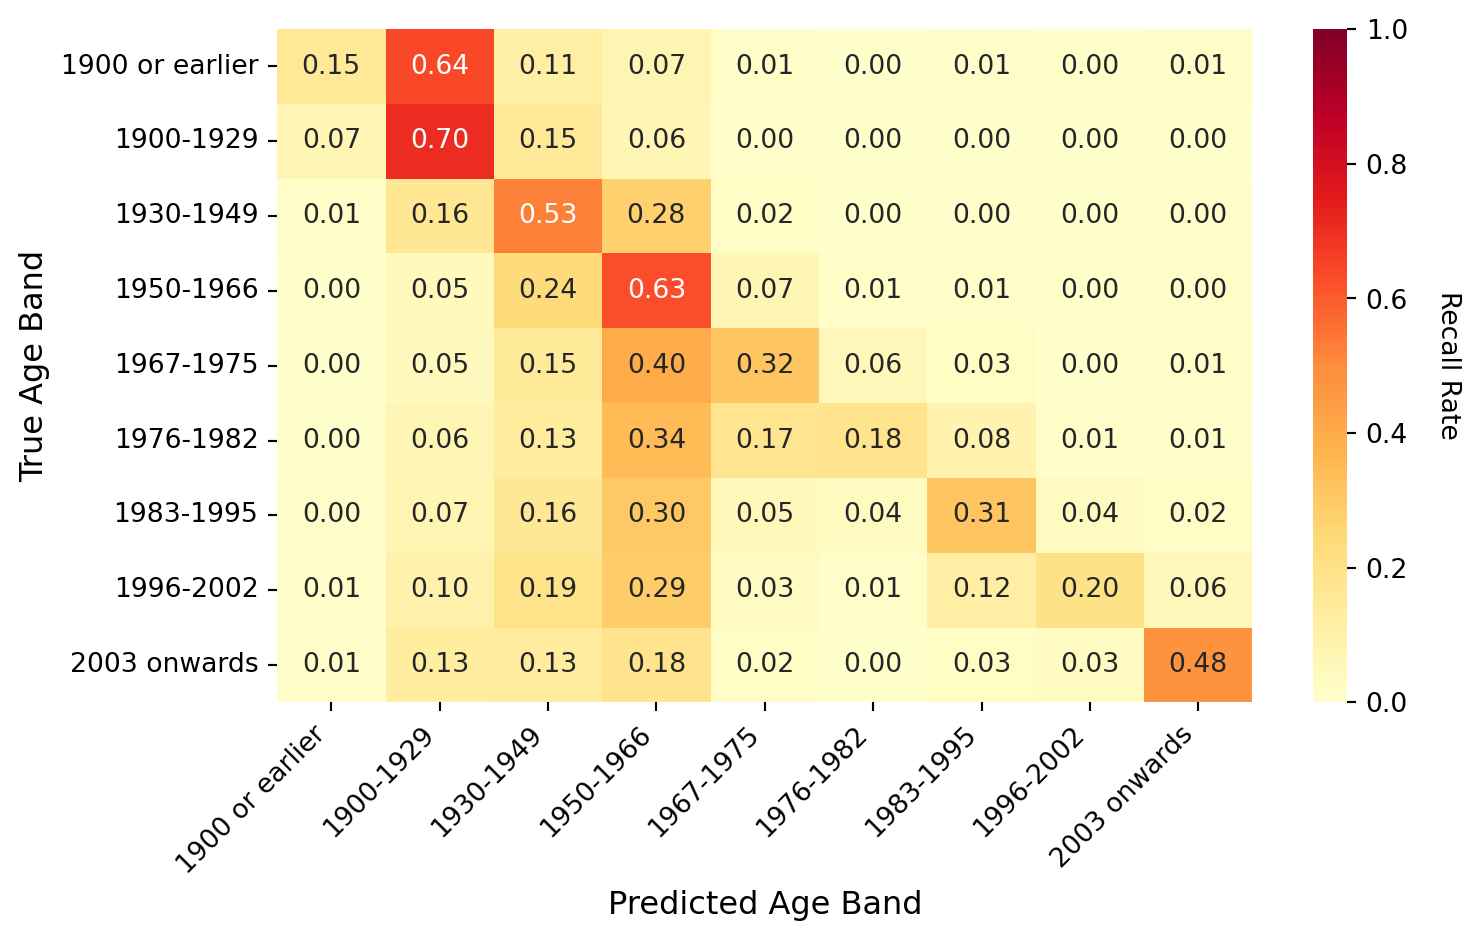 1900 or earlier 0.15 0.64 0.11 0.07 0.01 0.00 0.01 0.00 0.01
1900-1929 0.07 0.70 0.15 0.06 0.00 0.00 0.00 0.00 0.00
1930-1949 0.01 0.16 0.53 0.28 0.02 0.00 0.00 0.00 0.00
1950-1966 0.00 0.05 0.24 0.63 0.07 0.01 0.01 0.00 0.00
1967-1975 0.00 0.05 0.15 0.40 0.32 0.06 0.03 0.00 0.01
1976-1982 0.00 0.06 0.13 0.34 0.17 0.18 0.08 0.01 0.01
1983-1995 0.00 0.07 0.16 0.30 0.05 0.04 0.31 0.04 0.02
1996-2002 0.01 0.10 0.19 0.29 0.03 0.01 0.12 0.20 0.06
2003 onwards 0.01 0.13 0.13 0.18 0.02 0.00 0.03 0.03 0.48
True Age Band
1900 or earlier
1900-1929
1930-1949
1950-1966
1967-1975
1976-1982
1983-1995
1996-2002
2003 onwards
Predicted Age Band
1.0
0.8
0.6
0.4
0.2
0.0
Recall Rate